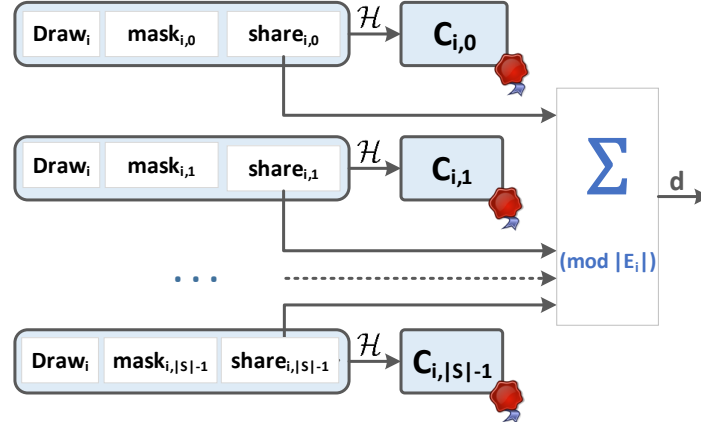 Drawᵢ maskᵢ,₀ shareᵢ,₀ ℋ Cᵢ,₀
Drawᵢ maskᵢ,₁ shareᵢ,₁ ℋ Cᵢ,₁
Σ
d
(mod |Eᵢ|)
. . .
Drawᵢ maskᵢ,|S|-1 shareᵢ,|S|-1 ℋ Cᵢ,|S|-1